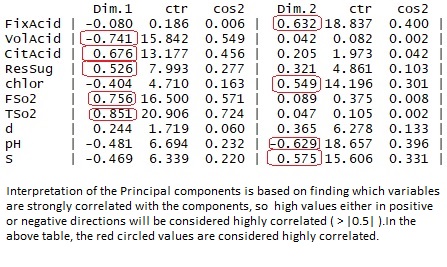 Dim.1 ctr cos2 Dim.2 ctr cos2
FixAcid | -0.080 0.186 0.006 | 0.632 18.837 0.400 |
VolAcid | -0.741 15.842 0.549 | 0.042 0.082 0.002 |
CitAcid | 0.676 13.177 0.456 | 0.205 1.973 0.042 |
ResSug | 0.526 7.993 0.277 | 0.321 4.861 0.103 |
chlor | -0.404 4.710 0.163 | 0.549 14.196 0.301 |
FSo2 | 0.756 16.500 0.571 | 0.089 0.375 0.008 |
TSo2 | 0.851 20.906 0.724 | 0.047 0.105 0.002 |
d | 0.244 1.719 0.060 | 0.365 6.278 0.133 |
pH | -0.481 6.694 0.232 | -0.629 18.657 0.396 |
S | -0.469 6.339 0.220 | 0.575 15.606 0.331 |
Interpretation of the Principal components is based on finding which variables
are strongly correlated with the components, so high values either in positive
or negative directions will be considered highly correlated ( > |0.5| ).In the
above table, the red circled values are considered highly correlated.